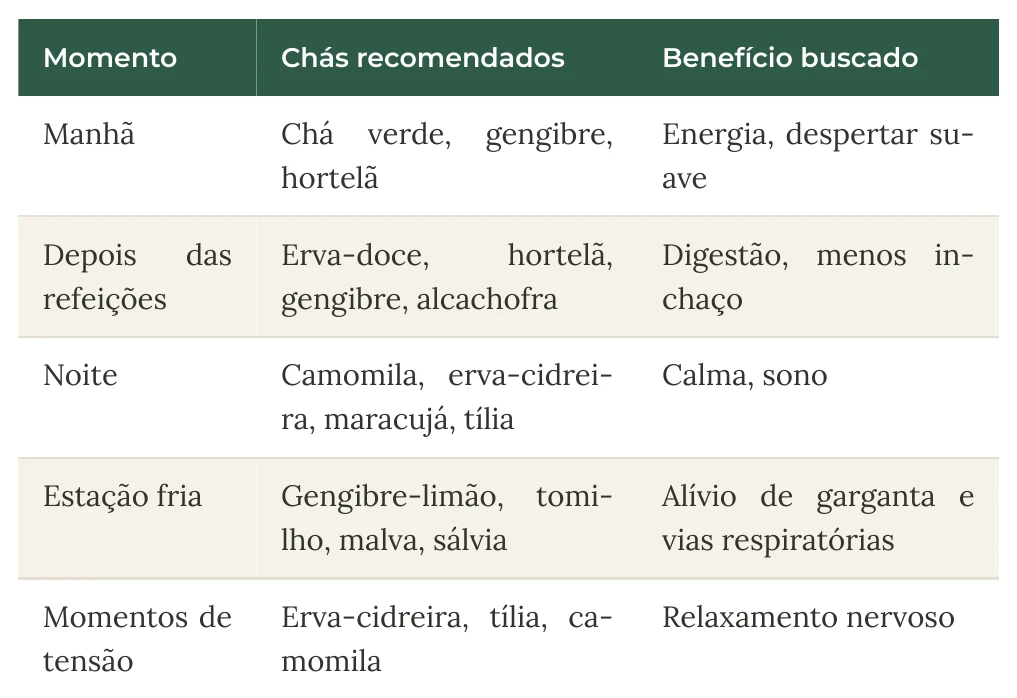 Momento Chás recomendados Benefício buscado
Manhã Chá verde, gengibre, Energia, despertar su-
hortelã ave
Depois das Erva-doce, hortelã, Digestão, menos in-
refeições gengibre, alcachofra chaço
Noite Camomila, erva-cidrei- Calma, sono
ra, maracujá, tília
Estação fria Gengibre-limão, tomi- Alívio de garganta e
lho, malva, sálvia vias respiratórias
Momentos de Erva-cidreira, tília, ca- Relaxamento nervoso
tensão momila